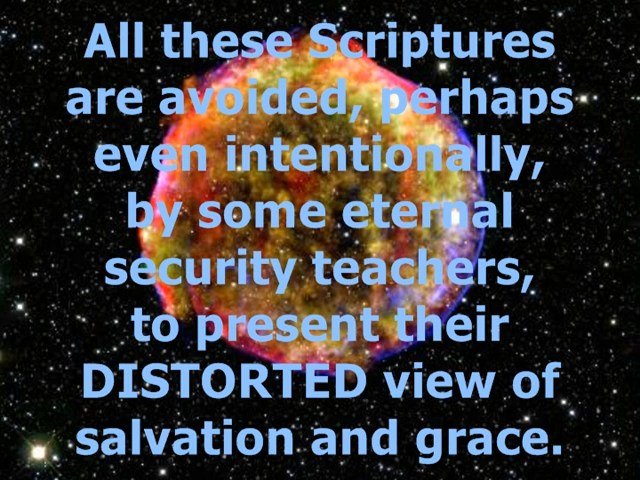 All these Scriptures
are avoided, perhaps
even intentionally,
by some eternal
security teachers,
to present their
DISTORTED view of
salvation and grace.